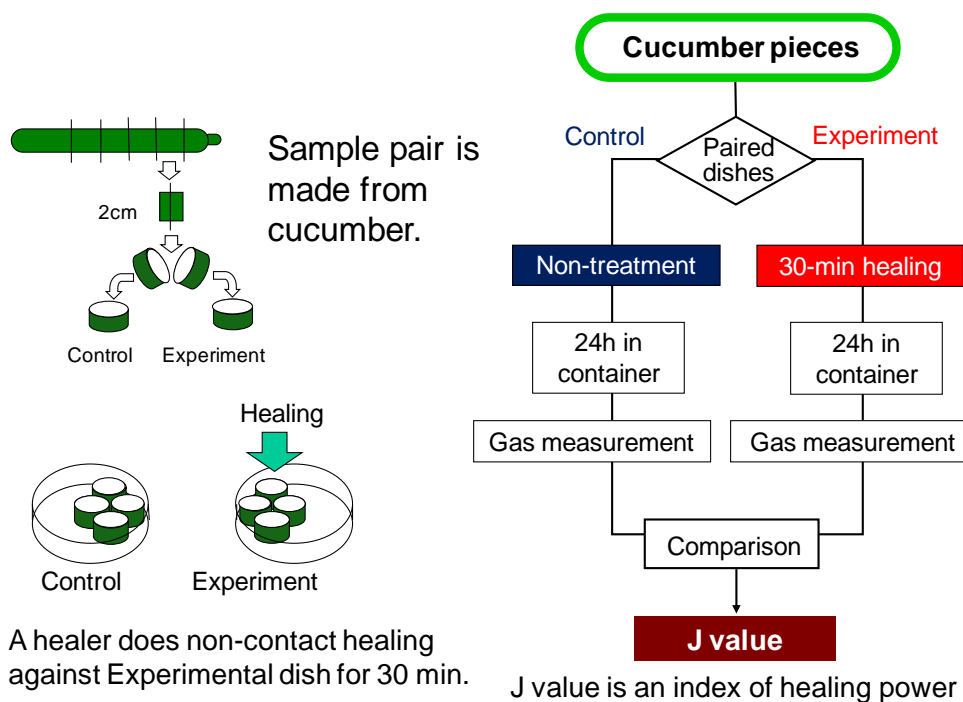 Sample pair is
made from
cucumber.
2cm
Control
Experiment
Healing
Control
Experiment
A healer does non-contact healing
against Experimental dish for 30 min.
Cucumber pieces
Control
Experiment
Paired
dishes
Non-treatment
30-min healing
24h in
container
24h in
container
Gas measurement
Gas measurement
Comparison
J value
J value is an index of healing power